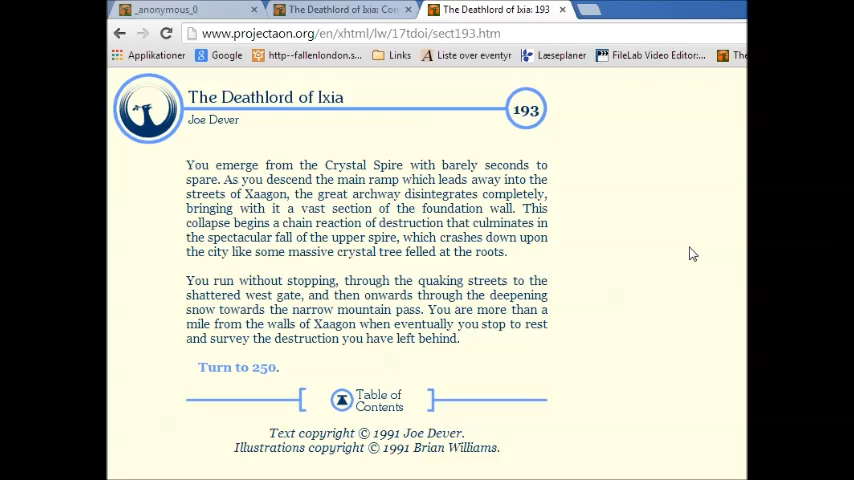 _anonymous_0
The Deathlord of Ixia: Con
The Deathlord of Ixia: 193
www.projectaon.org/en/xhtml/lw/17tdoi/sect193.htm
Applikationer
Google
http--fallenlondon.s...
Links
Liste over eventyr
Læseplaner
FileLab Video Editor:...
The
The Deathlord of Ixia
193
Joe Dever
You emerge from the Crystal Spire with barely seconds to
spare. As you descend the main ramp which leads away into the
streets of Xaagon, the great archway disintegrates completely,
bringing with it a vast section of the foundation wall. This
collapse begins a chain reaction of destruction that culminates in
the spectacular fall of the upper spire, which crashes down upon
the city like some massive crystal tree felled at the roots.
You run without stopping, through the quaking streets to the
shattered west gate, and then onwards through the deepening
snow towards the narrow mountain pass. You are more than a
mile from the walls of Xaagon when eventually you stop to rest
and survey the destruction you have left behind.
Turn to 250.
Table of
Contents
Text copyright © 1991 Joe Dever.
Illustrations copyright © 1991 Brian Williams.